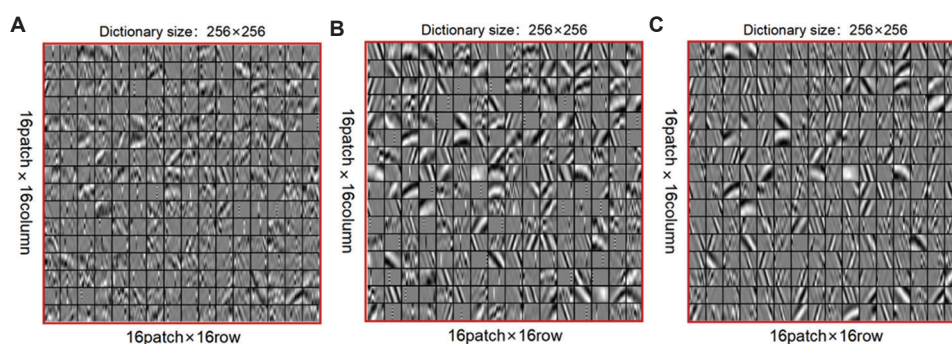 A
Dictionary size: 256×256
16patch×16column
16patch×16row
B
Dictionary size: 256×256
16patch×16column
16patch×16row
C
Dictionary size: 256×256
16patch×16column
16patch×16row